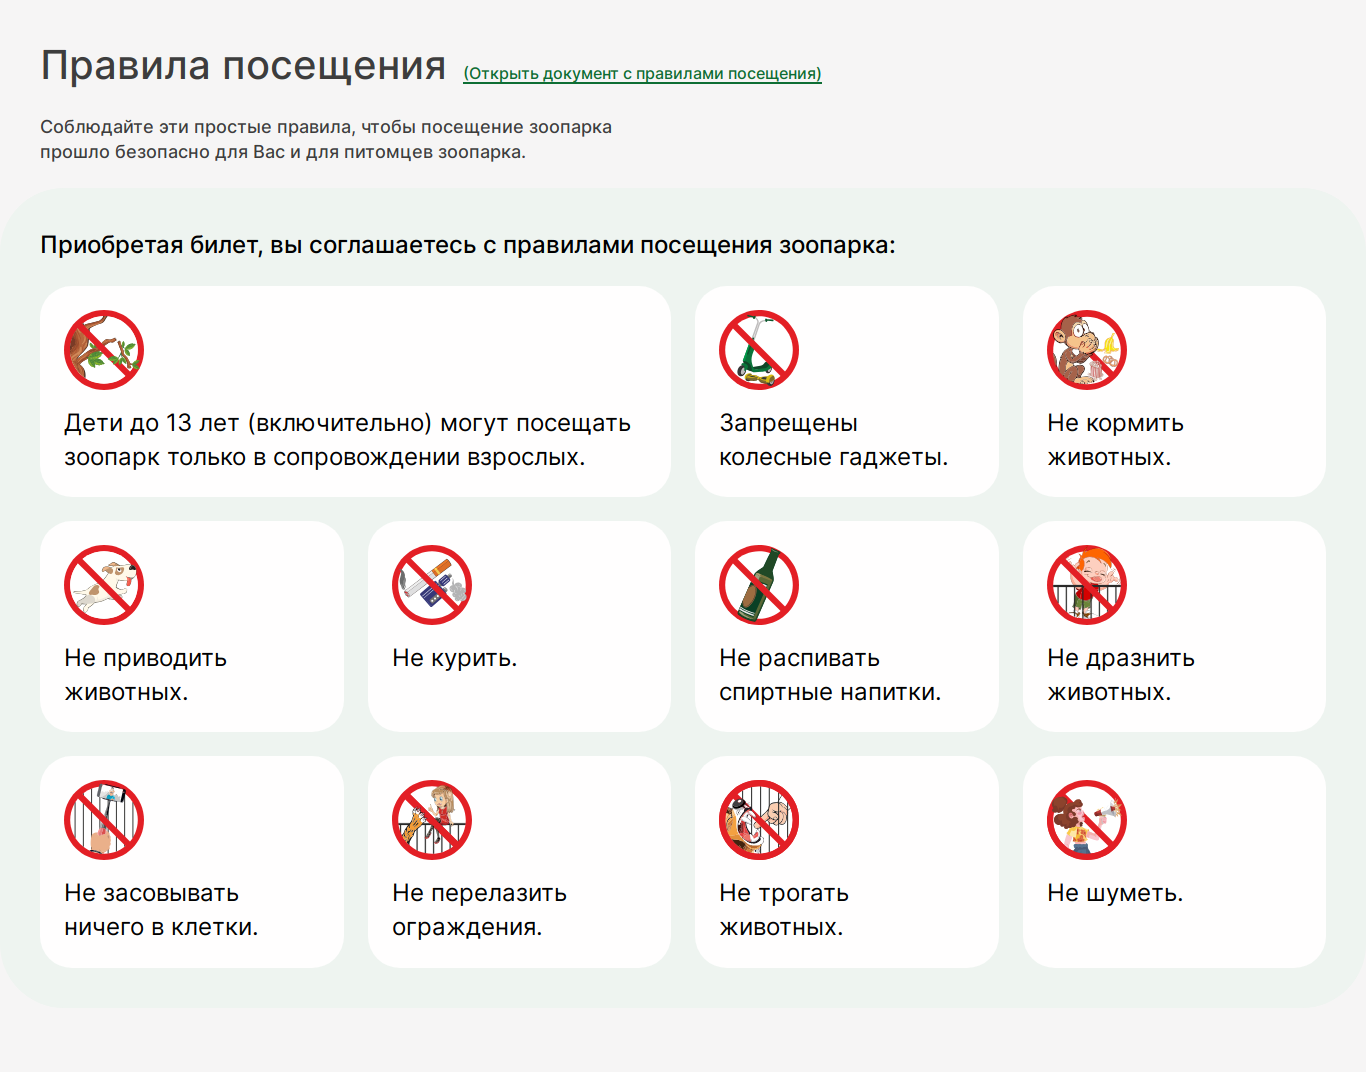 Правила посещения (Открыть документ с правилами посещения)
Соблюдайте эти простые правила, чтобы посещение зоопарка
прошло безопасно для Вас и для питомцев зоопарка.
Приобретая билет, вы соглашаетесь с правилами посещения зоопарка:
Дети до 13 лет (включительно) могут посещать
зоопарк только в сопровождении взрослых.
Запрещены
колесные гаджеты.
Не кормить
животных.
Не приводить
животных.
Не курить.
Не распивать
спиртные напитки.
Не дразнить
животных.
Не засовывать
ничего в клетки.
Не перелазить
ограждения.
Не трогать
животных.
Не шуметь.